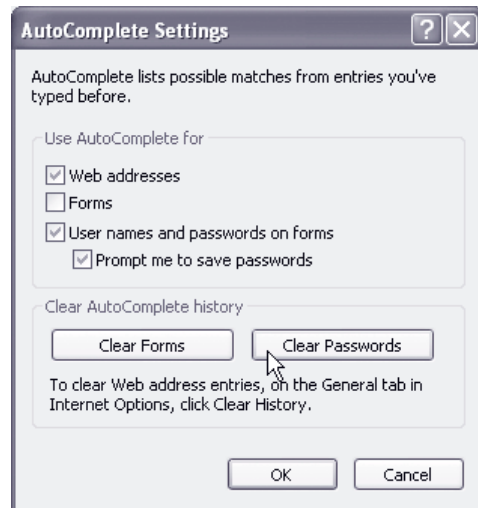 AutoComplete Settings
AutoComplete lists possible matches from entries you've
typed before.
Use AutoComplete for
Web addresses
Forms
User names and passwords on forms
Prompt me to save passwords
Clear AutoComplete history
Clear Forms
Clear Passwords
To clear Web address entries, on the General tab in
Internet Options, click Clear History.
OK
Cancel